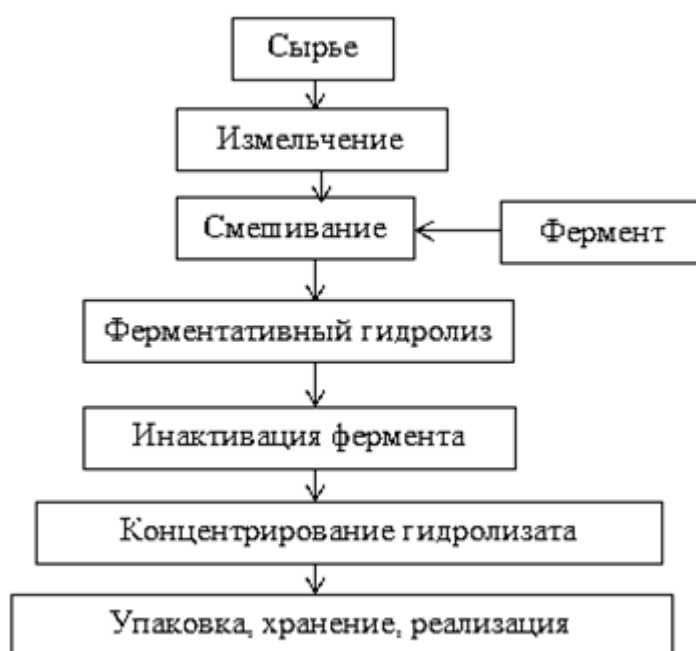 Сырье
Измельчение
Смешивание
Фермент
Ферментативный гидролиз
Инактивация фермента
Концентрирование гидролизата
Упаковка, хранение, реализация